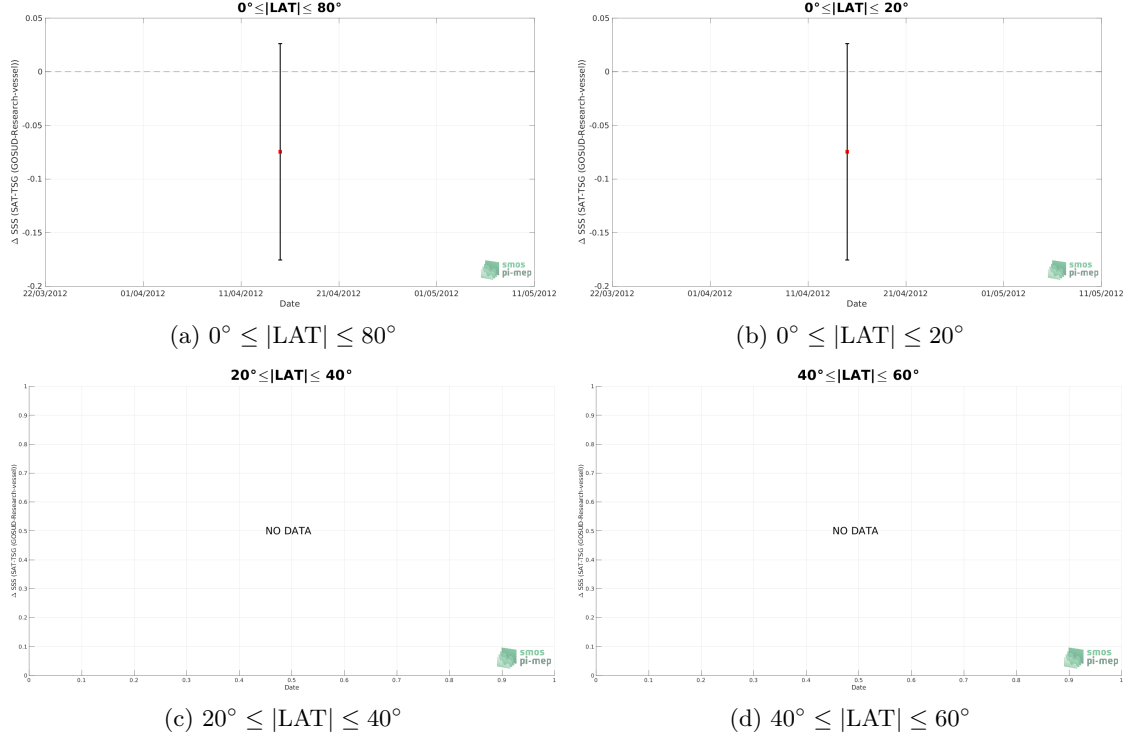 0°≤|LAT|≤ 80°
0.05
0
-0.05
-0.1
-0.15
-0.2
Δ SSS (SAT-TSG (GOSUD-Research-vessel))
22/03/2012 01/04/2012 11/04/2012 21/04/2012 01/05/2012 11/05/2012
Date
smos
pi-mep
(a) 0° ≤ |LAT| ≤ 80°
0°≤|LAT|≤ 20°
0.05
0
-0.05
-0.1
-0.15
-0.2
Δ SSS (SAT-TSG (GOSUD-Research-vessel))
22/03/2012 01/04/2012 11/04/2012 21/04/2012 01/05/2012 11/05/2012
Date
smos
pi-mep
(b) 0° ≤ |LAT| ≤ 20°
20°≤|LAT|≤ 40°
1
0.9
0.8
0.7
0.6
0.5
0.4
0.3
0.2
0.1
0
Δ SSS (SAT-TSG (GOSUD-Research-vessel))
NO DATA
0 0.1 0.2 0.3 0.4 0.5 0.6 0.7 0.8 0.9 1
Date
smos
pi-mep
(c) 20° ≤ |LAT| ≤ 40°
40°≤|LAT|≤ 60°
1
0.9
0.8
0.7
0.6
0.5
0.4
0.3
0.2
0.1
0
Δ SSS (SAT-TSG (GOSUD-Research-vessel))
NO DATA
0 0.1 0.2 0.3 0.4 0.5 0.6 0.7 0.8 0.9 1
Date
smos
pi-mep
(d) 40° ≤ |LAT| ≤ 60°